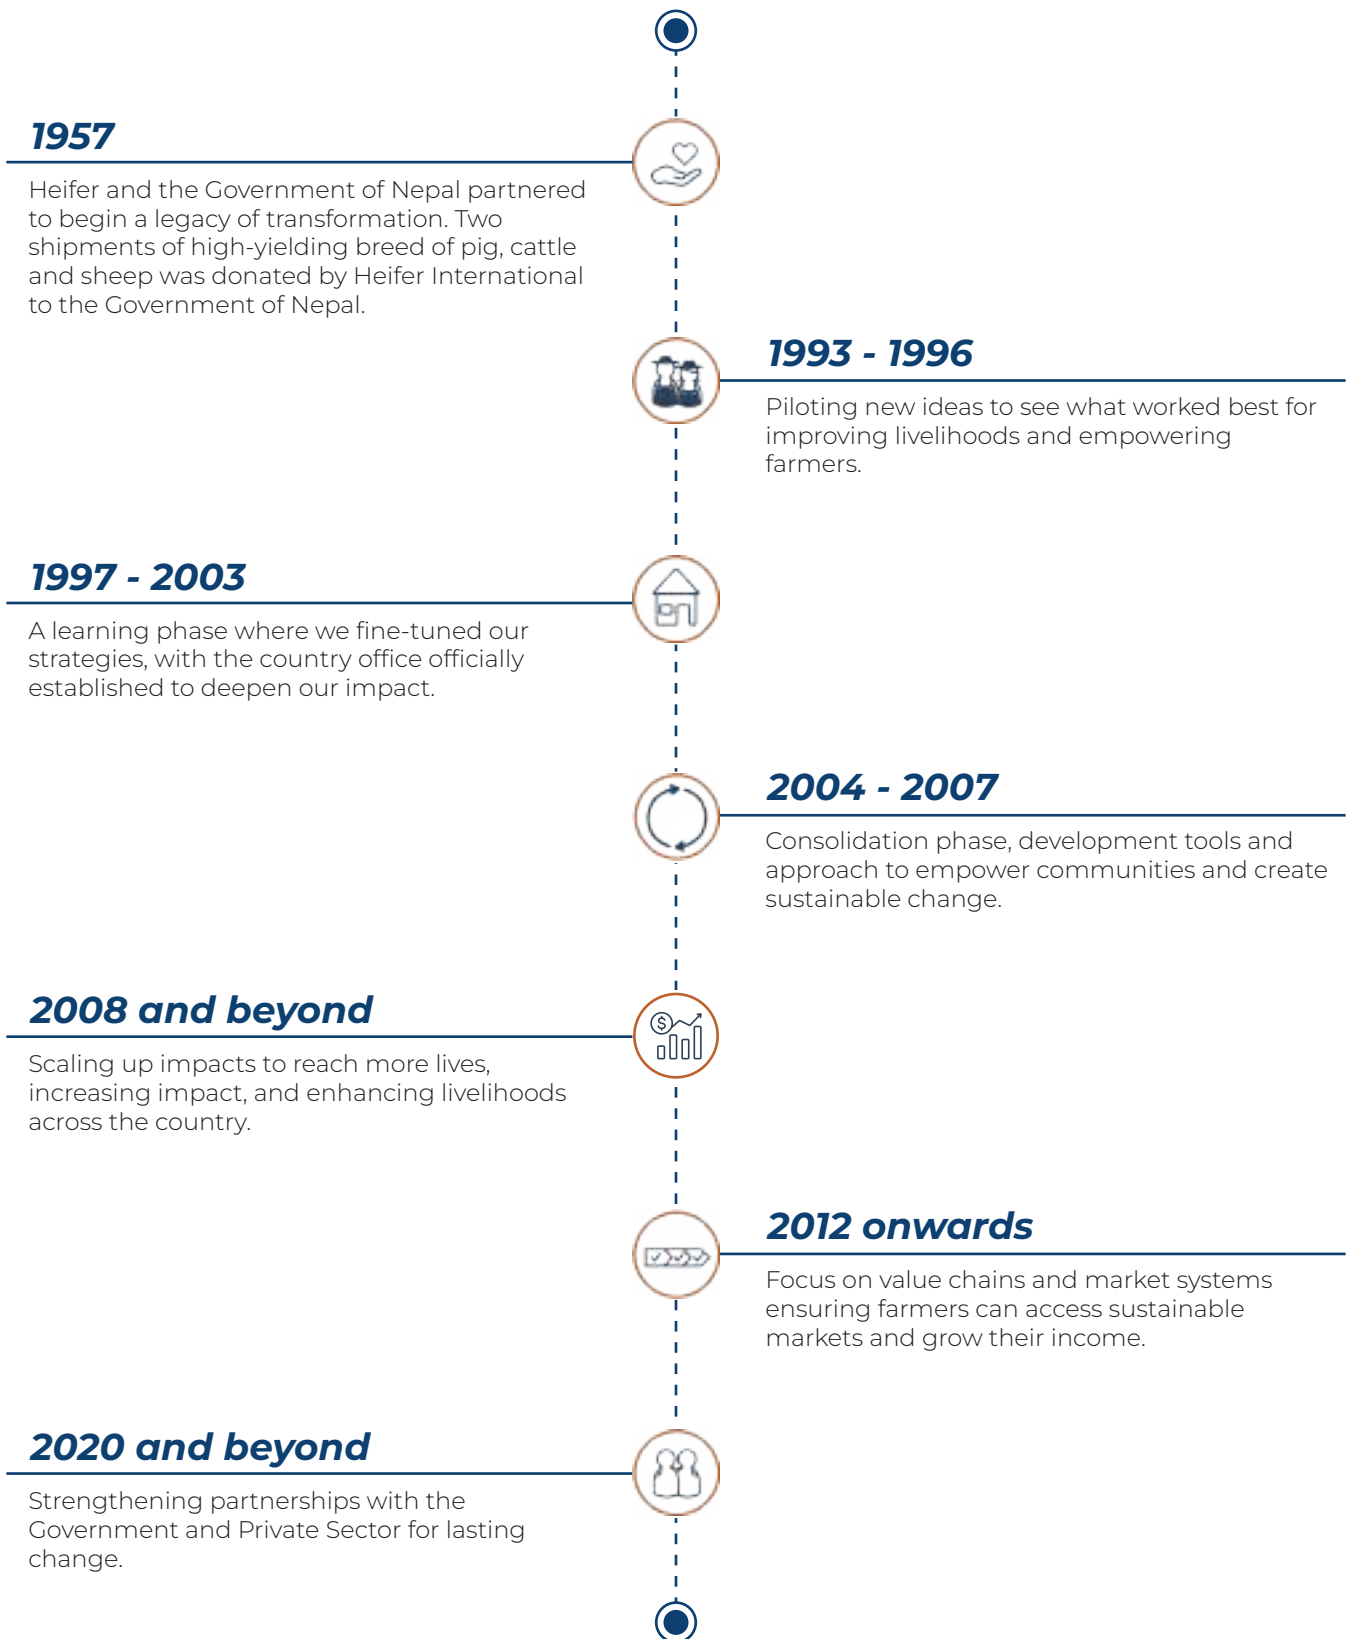 1957
Heifer and the Government of Nepal partnered
to begin a legacy of transformation. Two
shipments of high-yielding breed of pig, cattle
and sheep was donated by Heifer International
to the Government of Nepal.
1993 - 1996
Piloting new ideas to see what worked best for
improving livelihoods and empowering
farmers.
1997 - 2003
A learning phase where we fine-tuned our
strategies, with the country office officially
established to deepen our impact.
2004 - 2007
Consolidation phase, development tools and
approach to empower communities and create
sustainable change.
2008 and beyond
Scaling up impacts to reach more lives,
increasing impact, and enhancing livelihoods
across the country.
2012 onwards
Focus on value chains and market systems
ensuring farmers can access sustainable
markets and grow their income.
2020 and beyond
Strengthening partnerships with the
Government and Private Sector for lasting
change.